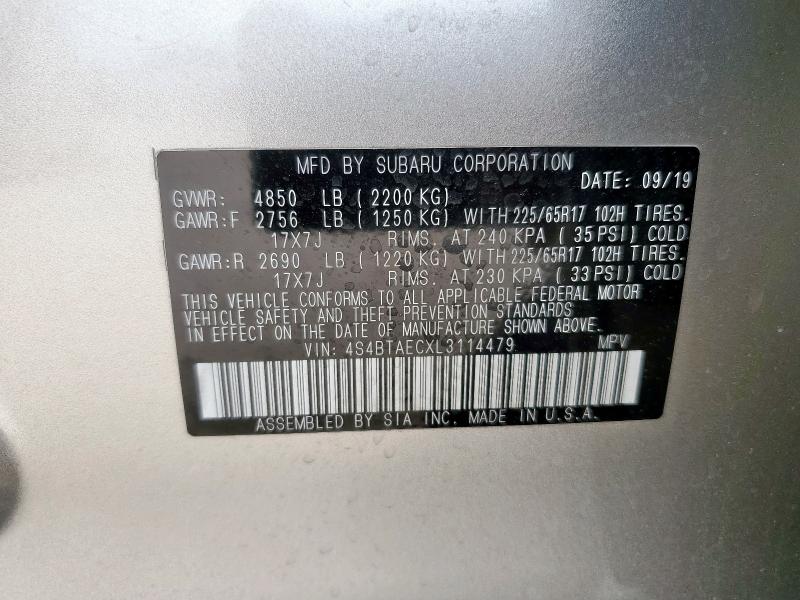 MFD BY SUBARU CORPORATION
DATE: 09/19
GVWR: 4850 LB (2200 KG)
GAWR:F 2756 LB (1250 KG) WITH 225/65R17 102H TIRES.
17X7J RIMS. AT 240 KPA (35 PSI) COLD
GAWR:R 2690 LB (1220 KG) WITH 225/65R17 102H TIRES.
17X7J RIMS. AT 230 KPA (33 PSI) COLD
THIS VEHICLE CONFORMS TO ALL APPLICABLE FEDERAL MOTOR
VEHICLE SAFETY AND THEFT PREVENTION STANDARDS
IN EFFECT ON THE DATE OF MANUFACTURE SHOWN ABOVE.
VIN: 4S4BTAECXL3114479 MPV
ASSEMBLED BY SIA INC. MADE IN U.S.A.